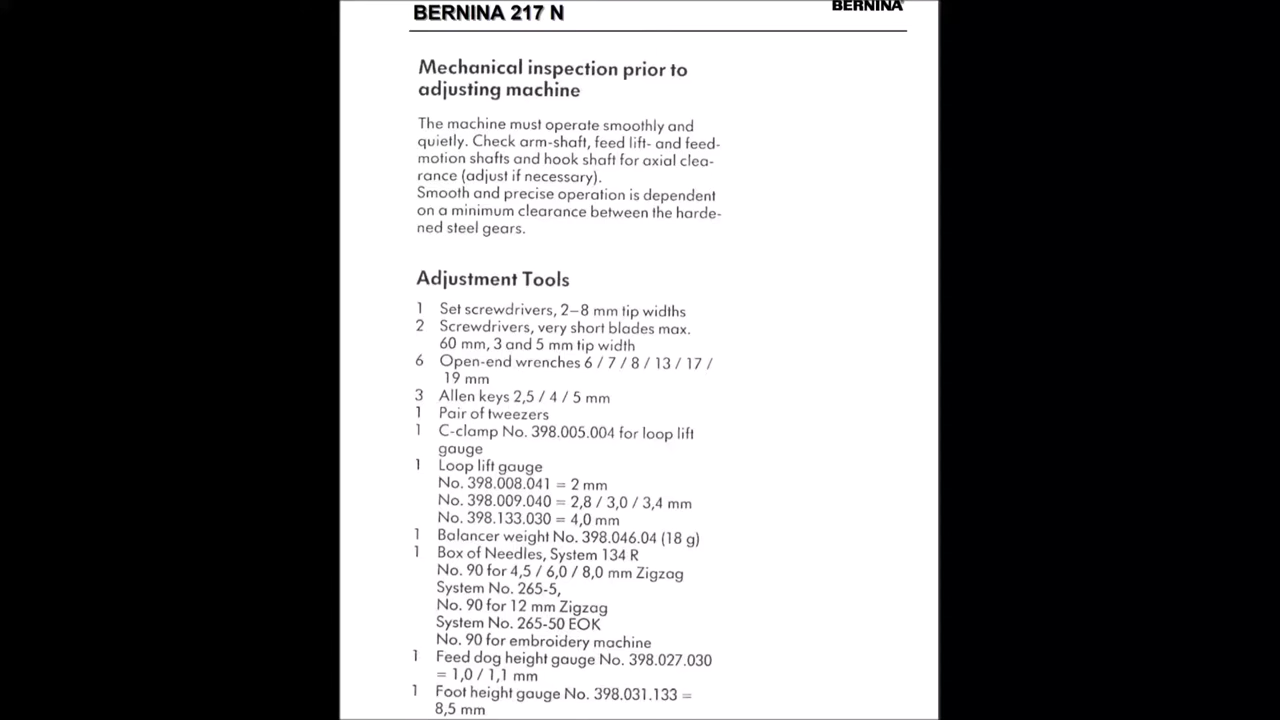 BERNINA 217 N
BERNINA
Mechanical inspection prior to
adjusting machine
The machine must operate smoothly and
quietly. Check arm-shaft, feed lift- and feed-
motion shafts and hook shaft for axial clea-
rance (adjust if necessary).
Smooth and precise operation is dependent
on a minimum clearance between the harde-
ned steel gears.
Adjustment Tools
1 Set screwdrivers, 2–8 mm tip widths
2 Screwdrivers, very short blades max.
60 mm, 3 and 5 mm tip width
6 Open-end wrenches 6 / 7 / 8 / 13 / 17 /
19 mm
3 Allen keys 2,5 / 4 / 5 mm
1 Pair of tweezers
1 C-clamp No. 398.005.004 for loop lift
gauge
1 Loop lift gauge
No. 398.008.041 = 2 mm
No. 398.009.040 = 2,8 / 3,0 / 3,4 mm
No. 398.133.030 = 4,0 mm
1 Balancer weight No. 398.046.04 (18 g)
1 Box of Needles, System 134 R
No. 90 for 4,5 / 6,0 / 8,0 mm Zigzag
System No. 265-5,
No. 90 for 12 mm Zigzag
System No. 265-50 EOK
No. 90 for embroidery machine
1 Feed dog height gauge No. 398.027.030
= 1,0 / 1,1 mm
1 Foot height gauge No. 398.031.133 =
8,5 mm